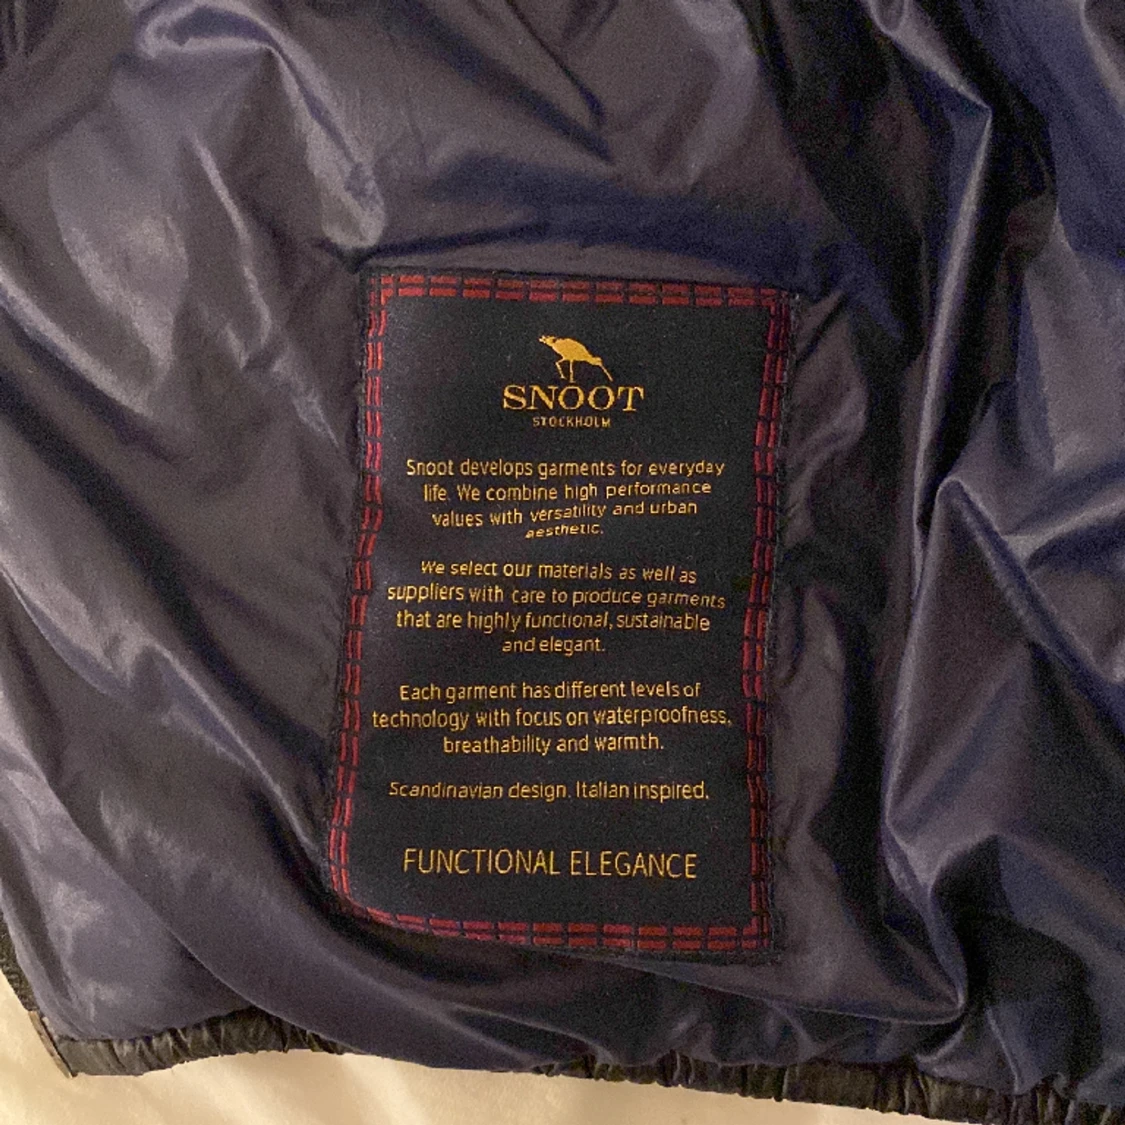 SNOOT
STOCKHOLM
Snoot develops garments for everyday
life. We combine high performance
values with versatility and urban
aesthetic.
We select our materials as well as
suppliers with care to produce garments
that are highly functional, sustainable
and elegant.
Each garment has different levels of
technology with focus on waterproofness,
breathability and warmth.
Scandinavian design. Italian inspired.
FUNCTIONAL ELEGANCE